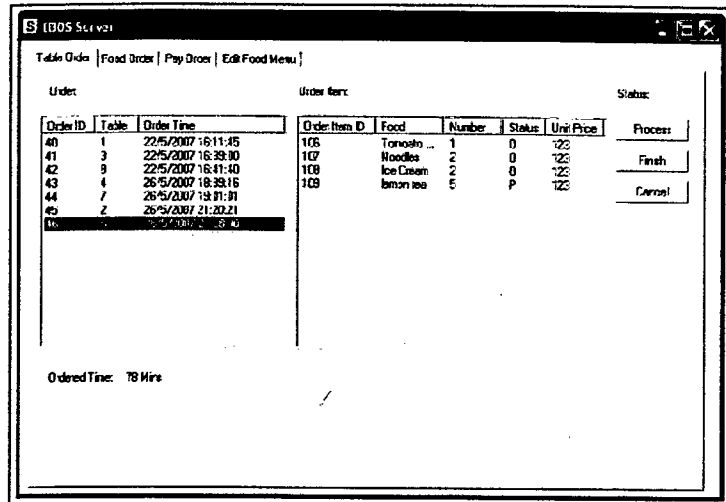 EBOS Server
Table Order Food Order Pay Order Edit Food Menu
Order: Order Item: Status:
Order ID Table Order Time Order Item ID Food Number Status Unit Price Process
40 1 22/5/2007 16:11:45 106 Tomato ... 1 0 123
41 3 22/5/2007 16:39:00 107 Noodles 2 0 123 Finish
42 8 22/5/2007 16:41:40 108 Ice Cream 2 0 123
43 4 26/5/2007 18:39:16 109 lemon tea 5 P 123 Cancel
44 7 26/5/2007 19:01:01
45 2 26/5/2007 21:20:21
46
Ordered Time: 78 Mins